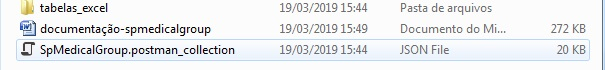 tabelas_excel 19/03/2019 15:44 Pasta de arquivos
documentação-spmedicalgroup 19/03/2019 15:49 Documento do Mi... 272 KB
SpMedicalGroup.postman_collection 19/03/2019 15:44 JSON File 20 KB